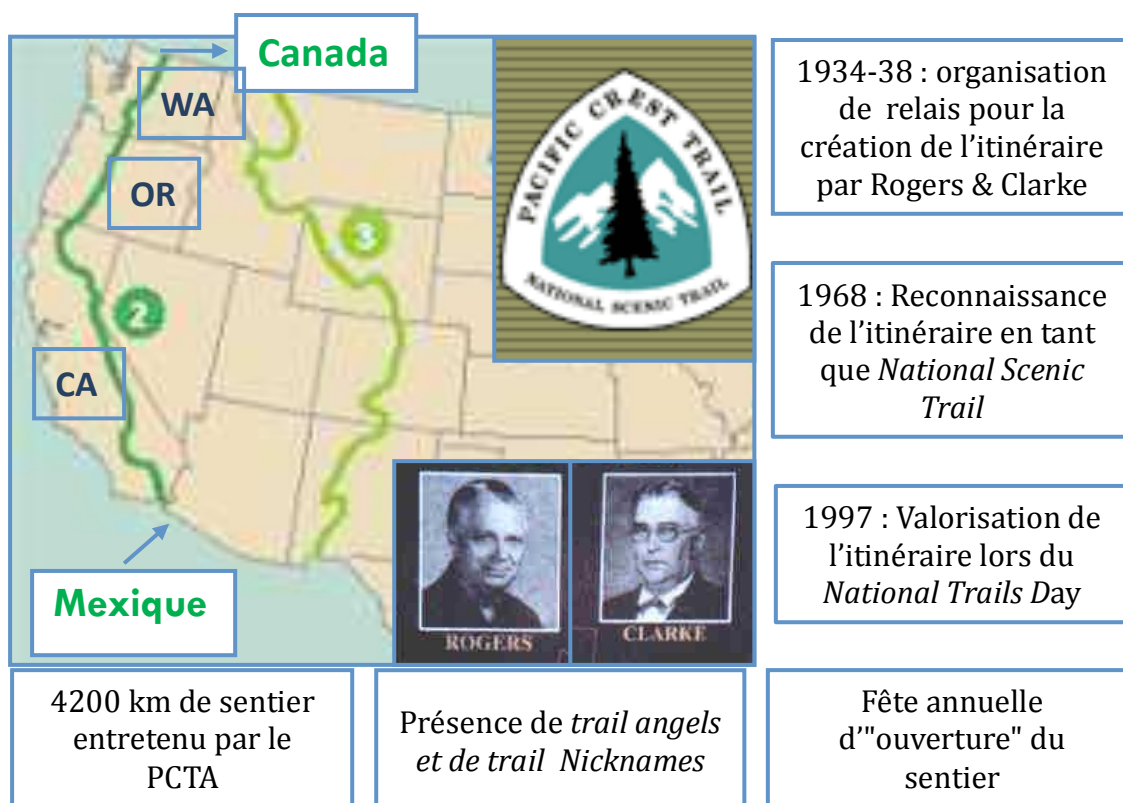 Canada
WA
OR
CA
2
3
Mexique
PACIFIC CREST TRAIL
NATIONAL SCENIC TRAIL
ROGERS
CLARKE
1934-38 : organisation
de relais pour la
création de l’itinéraire
par Rogers & Clarke
1968 : Reconnaissance
de l’itinéraire en tant
que National Scenic
Trail
1997 : Valorisation de
l’itinéraire lors du
National Trails Day
4200 km de sentier
entretenu par le
PCTA
Présence de trail angels
et de trail Nicknames
Fête annuelle
d'"ouverture" du
sentier